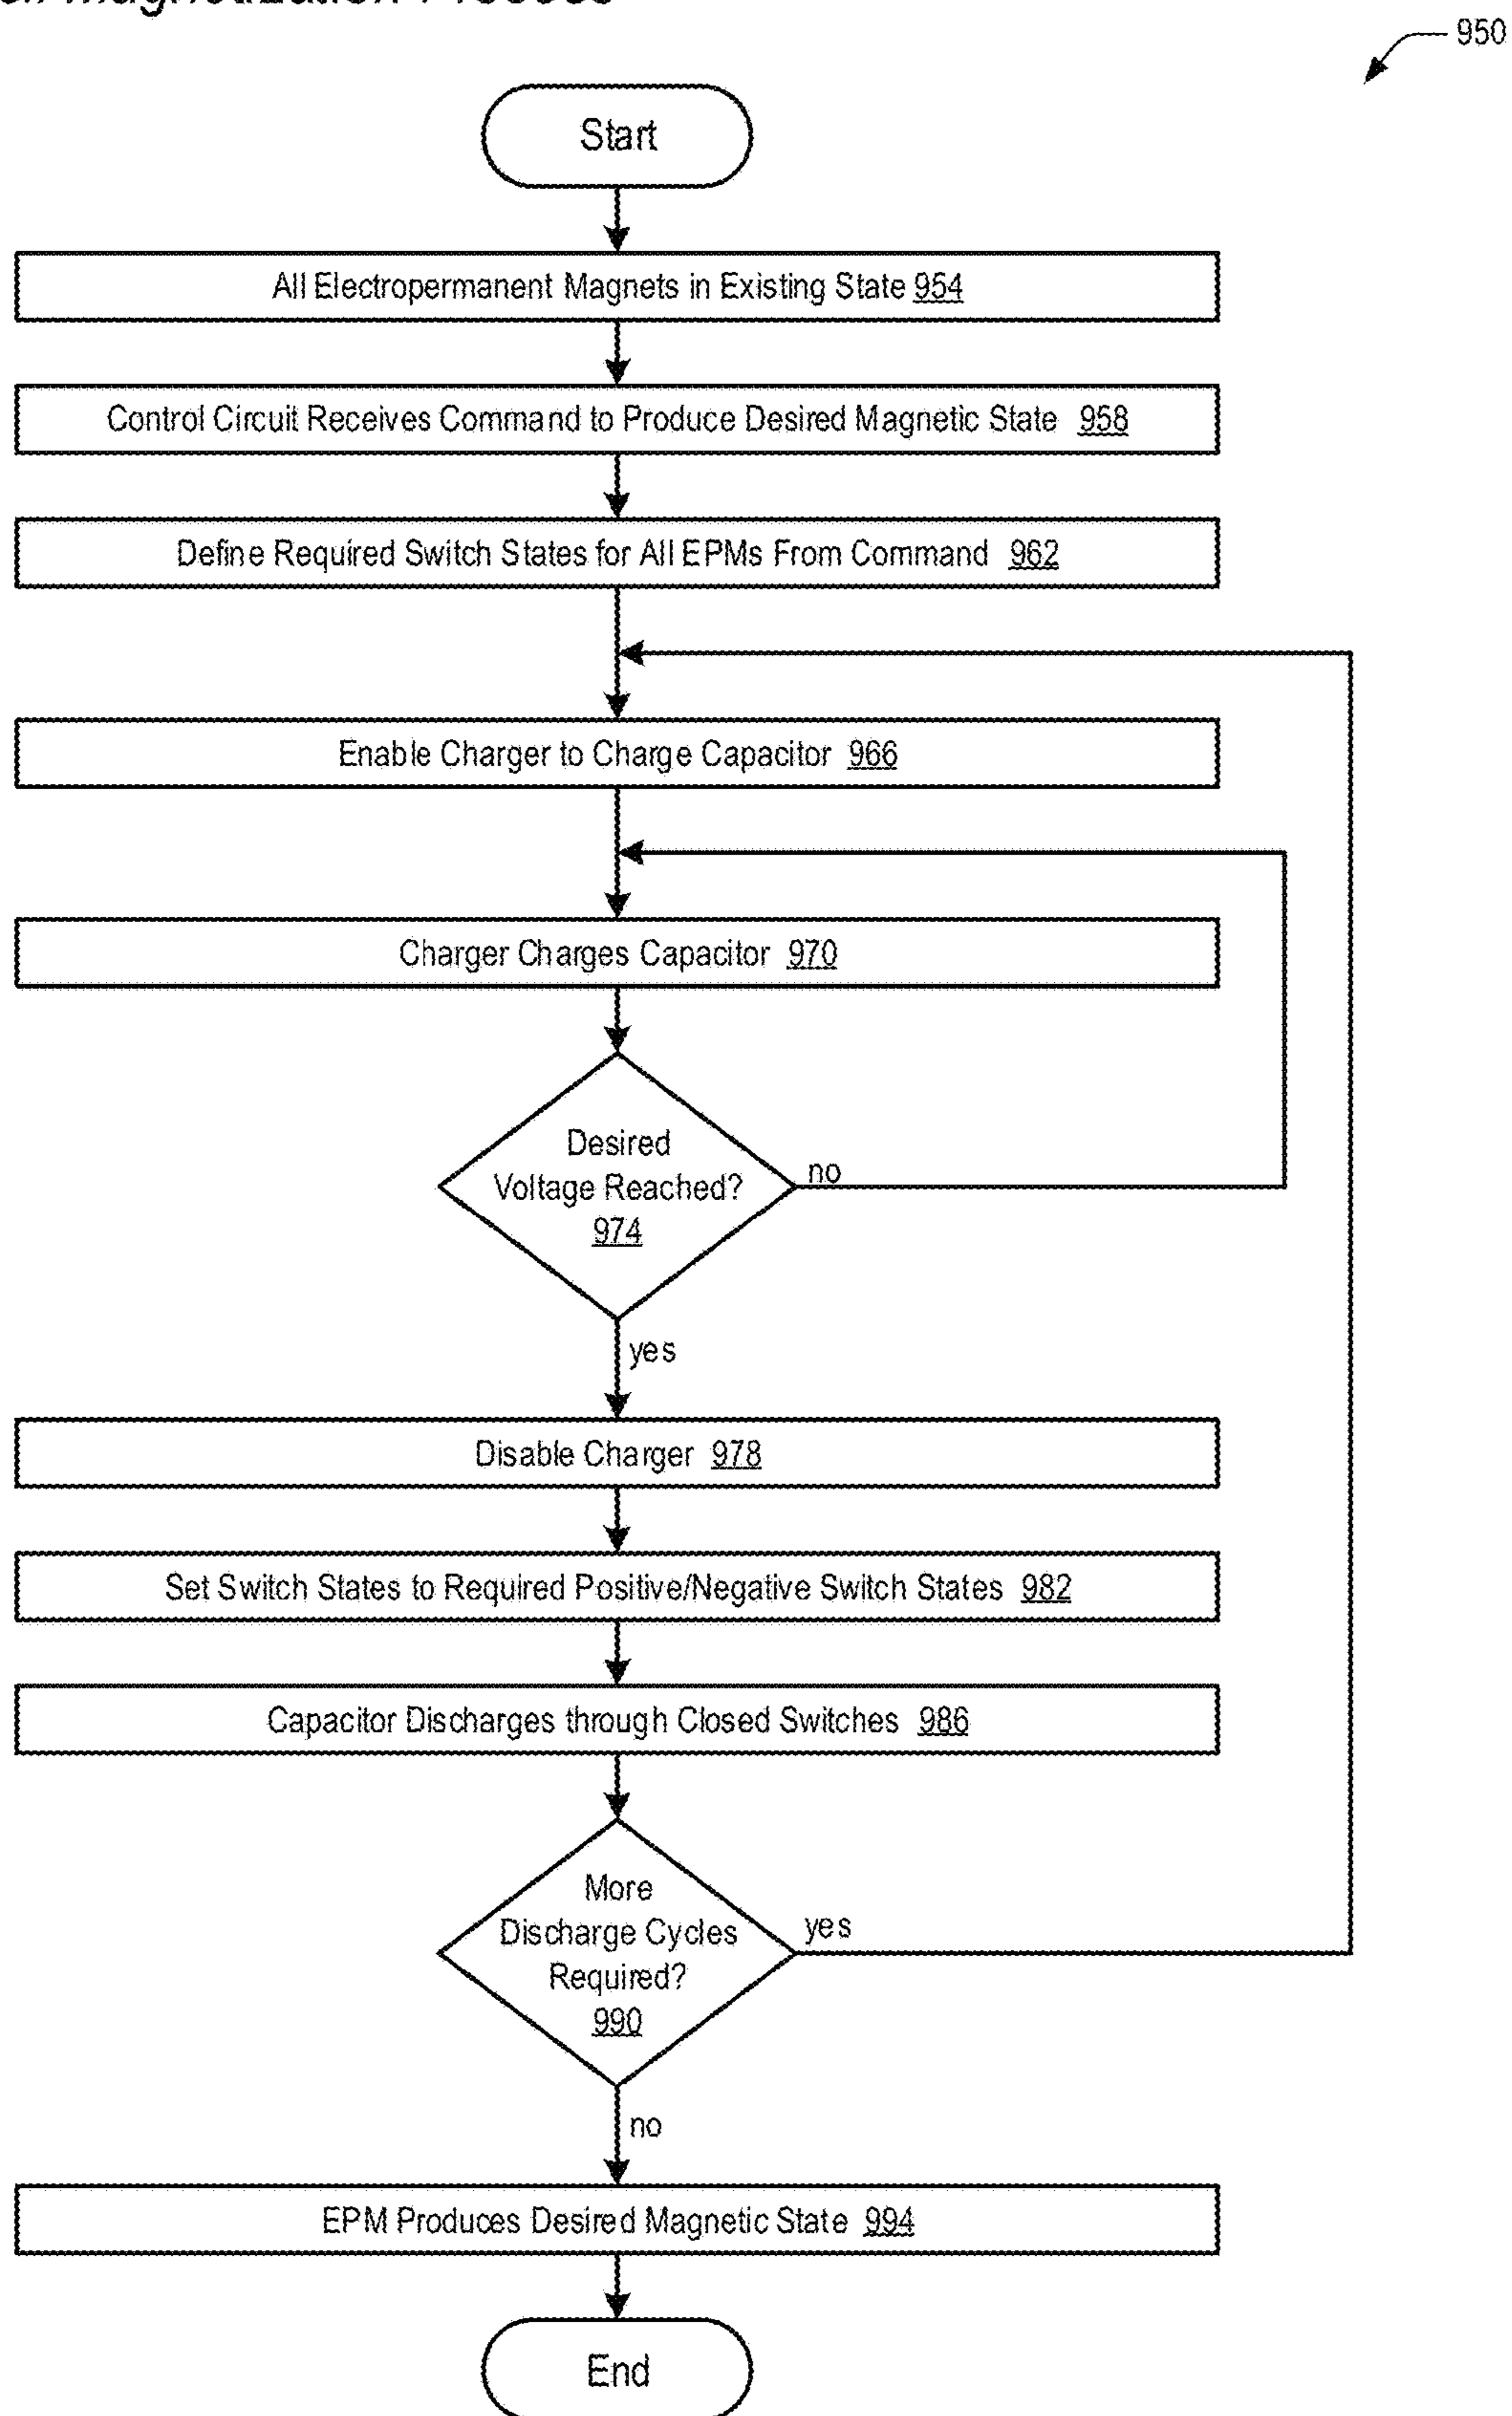 Magnetization Process
950
Start
All Electropermanent Magnets in Existing State 954
Control Circuit Receives Command to Produce Desired Magnetic State 958
Define Required Switch States for All EPMs From Command 962
Enable Charger to Charge Capacitor 966
Charger Charges Capacitor 970
Desired
Voltage Reached?
974
no
yes
Disable Charger 978
Set Switch States to Required Positive/Negative Switch States 982
Capacitor Discharges through Closed Switches 986
More
Discharge Cycles
Required?
990
yes
no
EPM Produces Desired Magnetic State 994
End